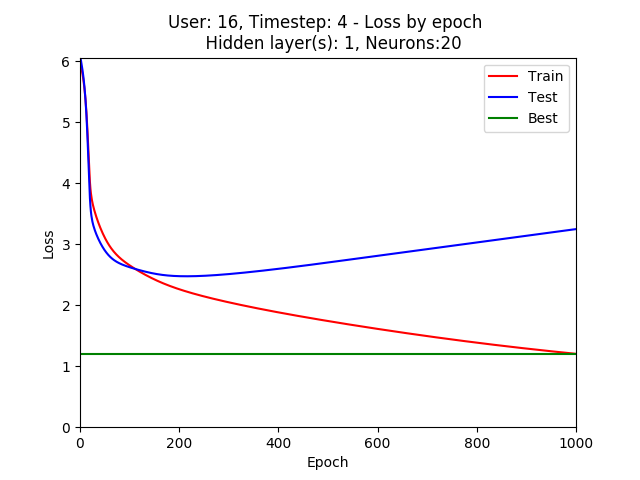 User: 16, Timestep: 4 - Loss by epoch
Hidden layer(s): 1, Neurons:20
Train
Test
Best
6
5
4
3
2
1
0
Loss
0 200 400 600 800 1000
Epoch